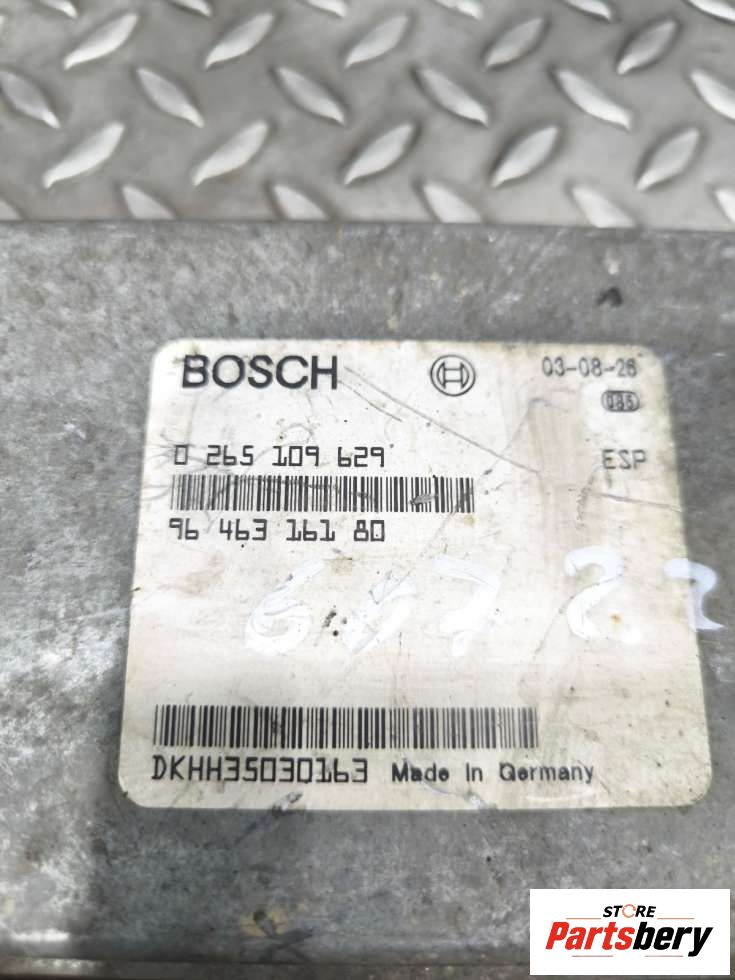 BOSCH 03-08-26
0 265 109 629 ESP
96 463 161 80
DKHH35030163 Made in Germany
STORE
Partsbery